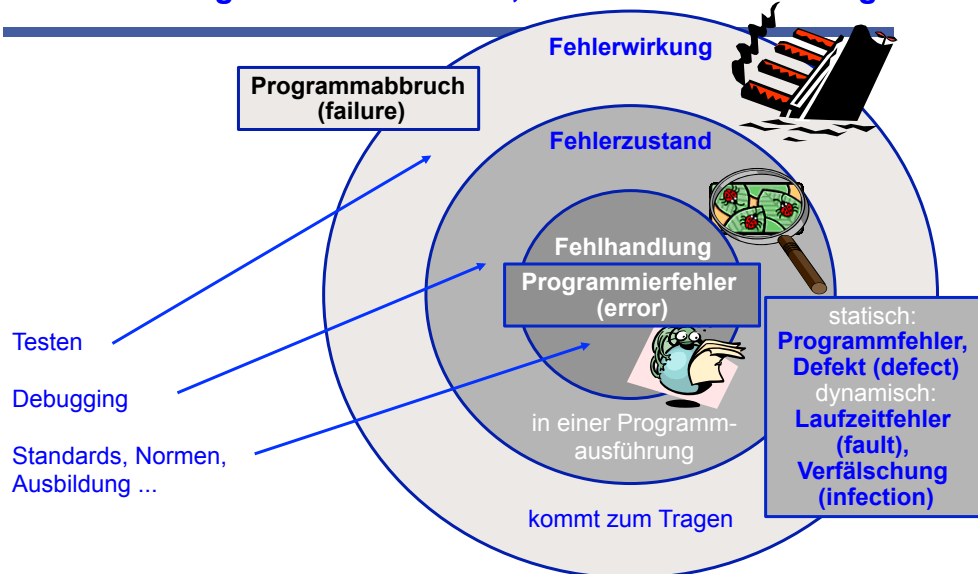 Fehlerwirkung
Programmabbruch
(failure)
Fehlerzustand
Fehlhandlung
Programmierfehler
(error)
Testen
Debugging
Standards, Normen,
Ausbildung ...
in einer Programm-
ausführung
kommt zum Tragen
statisch:
Programmfehler,
Defekt (defect)
dynamisch:
Laufzeitfehler
(fault),
Verfälschung
(infection)